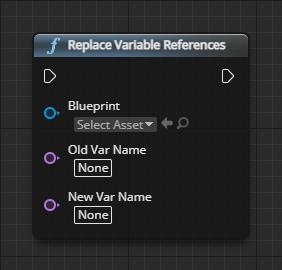 f Replace Variable References
Blueprint
Select Asset
Old Var Name
None
New Var Name
None